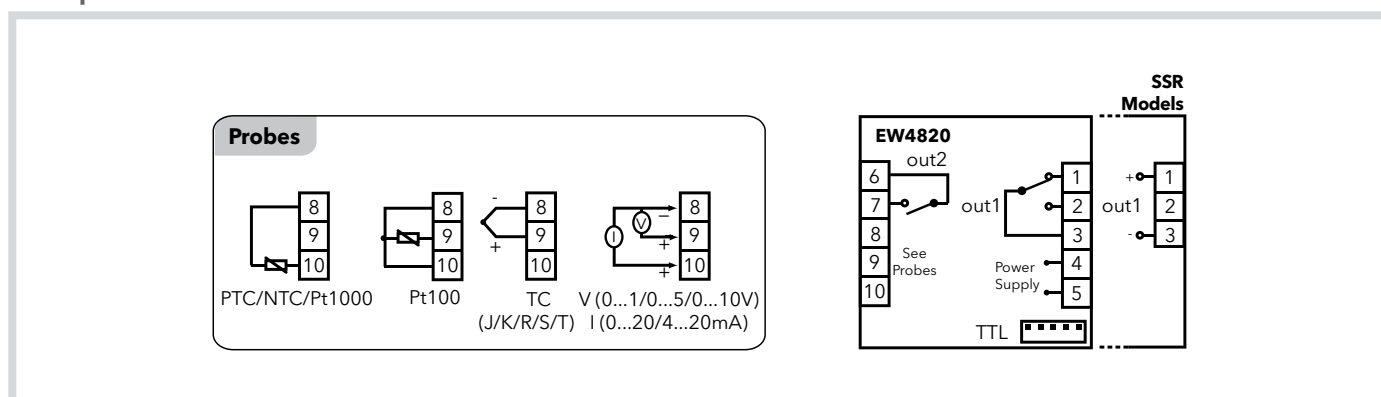 Probes
8
9
10
PTC/NTC/Pt1000
8
9
10
Pt100
-
+
8
9
10
TC
(J/K/R/S/T)
I
V
−
+
+
8
9
10
V (0...1/0...5/0...10V)
I (0...20/4...20mA)
EW4820
out2
6
7
8
9
10
See
Probes
out1
1
2
3
4
5
Power
Supply
TTL
SSR
Models
out1
+
-
1
2
3